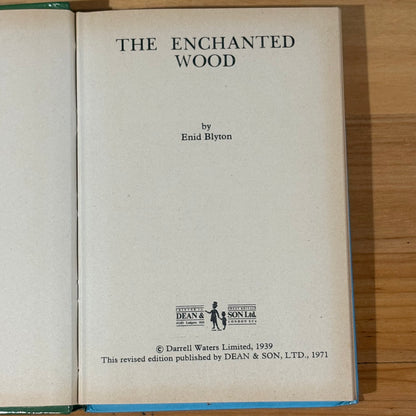 THE ENCHANTED
WOOD
by
Enid Blyton
DEAN & SON Ltd.
LONDON
© Darrell Waters Limited, 1939
This revised edition published by DEAN & SON, LTD., 1971